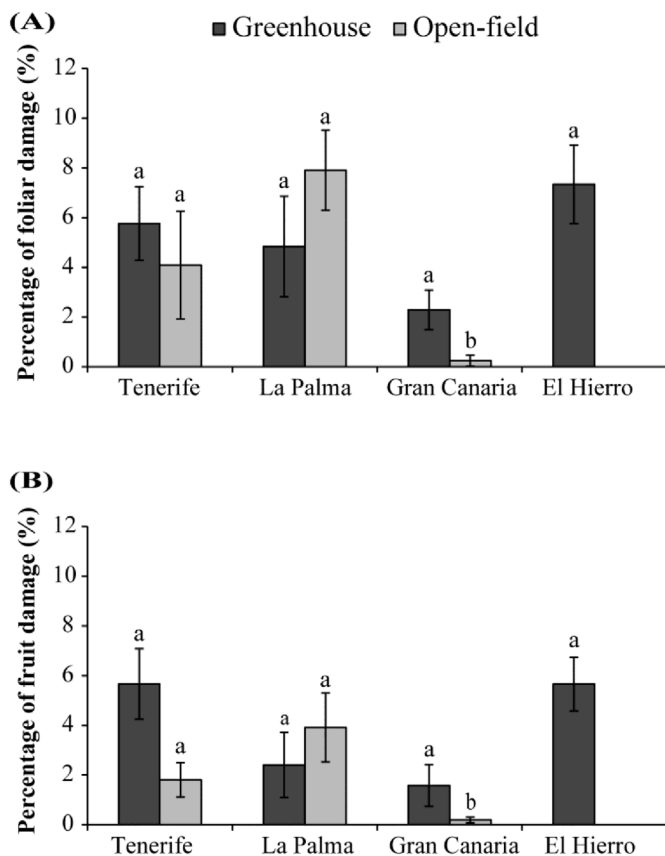 (A)
Greenhouse Open-field
Percentage of foliar damage (%)
12
10
8
6
4
2
0
a
a
a
a
a
b
a
Tenerife La Palma Gran Canaria El Hierro
(B)
Percentage of fruit damage (%)
12
10
8
6
4
2
0
a
a
a
a
a
b
a
Tenerife La Palma Gran Canaria El Hierro